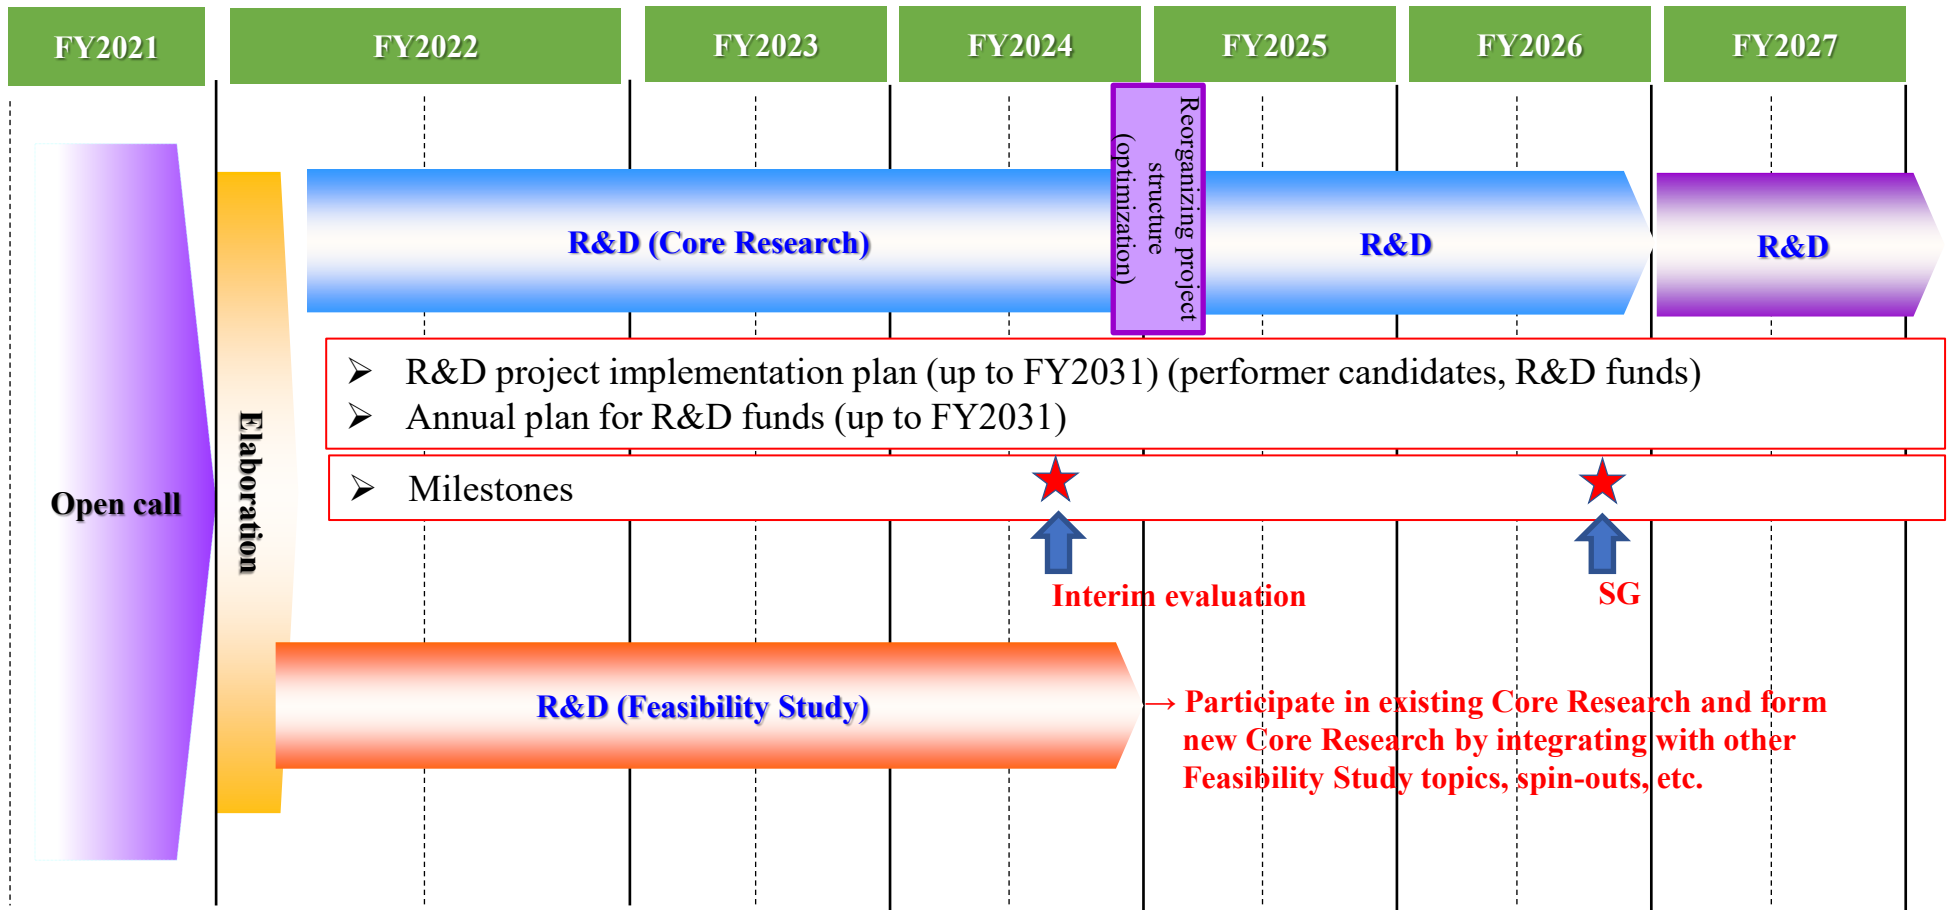 FY2021
FY2022
FY2023
FY2024
FY2025
FY2026
FY2027
Reorganizing project
structure
(optimization)
R&D (Core Research)
R&D
R&D
➢ R&D project implementation plan (up to FY2031) (performer candidates, R&D funds)
➢ Annual plan for R&D funds (up to FY2031)
Elaboration
Open call
➢ Milestones
Interim evaluation
SG
R&D (Feasibility Study)
→ Participate in existing Core Research and form
new Core Research by integrating with other
Feasibility Study topics, spin-outs, etc.